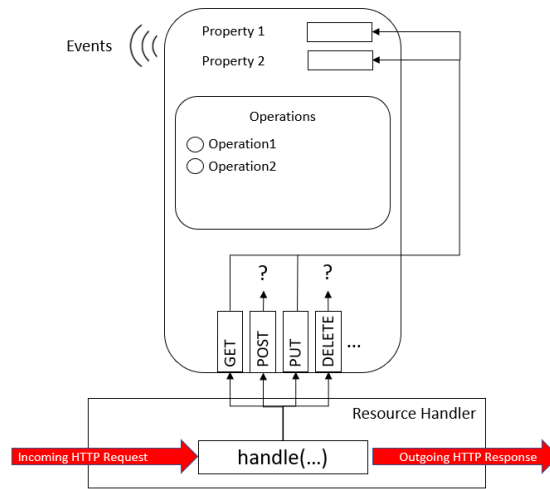 Property 1
Events
Property 2
Operations
Operation1
Operation2
? ?
GET POST PUT DELETE ...
Resource Handler
Incoming HTTP Request handle(...) Outgoing HTTP Response